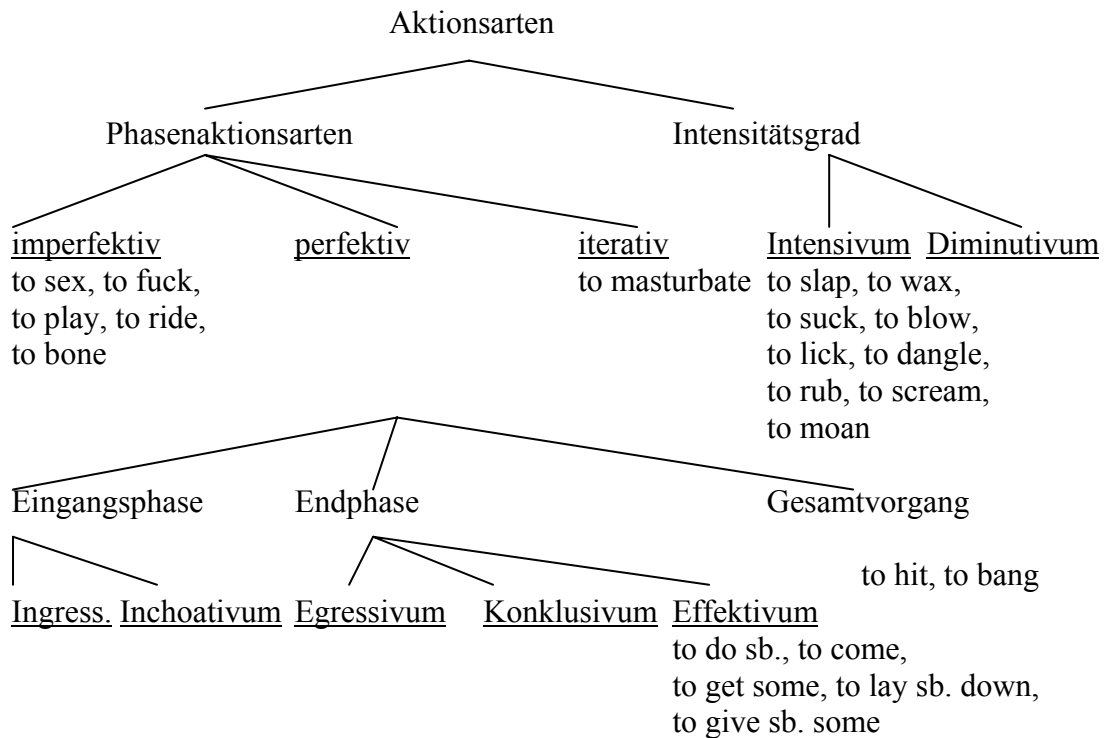 Aktionsarten
Phasenaktionsarten Intensitätsgrad
imperfektiv perfektiv iterativ Intensivum Diminutivum
to sex, to fuck, to masturbate to slap, to wax,
to play, to ride, to suck, to blow,
to bone to lick, to dangle,
to rub, to scream,
to moan
Eingangsphase Endphase Gesamtvorgang
to hit, to bang
Ingress. Inchoativum Egressivum Konklusivum Effektivum
to do sb., to come,
to get some, to lay sb. down,
to give sb. some